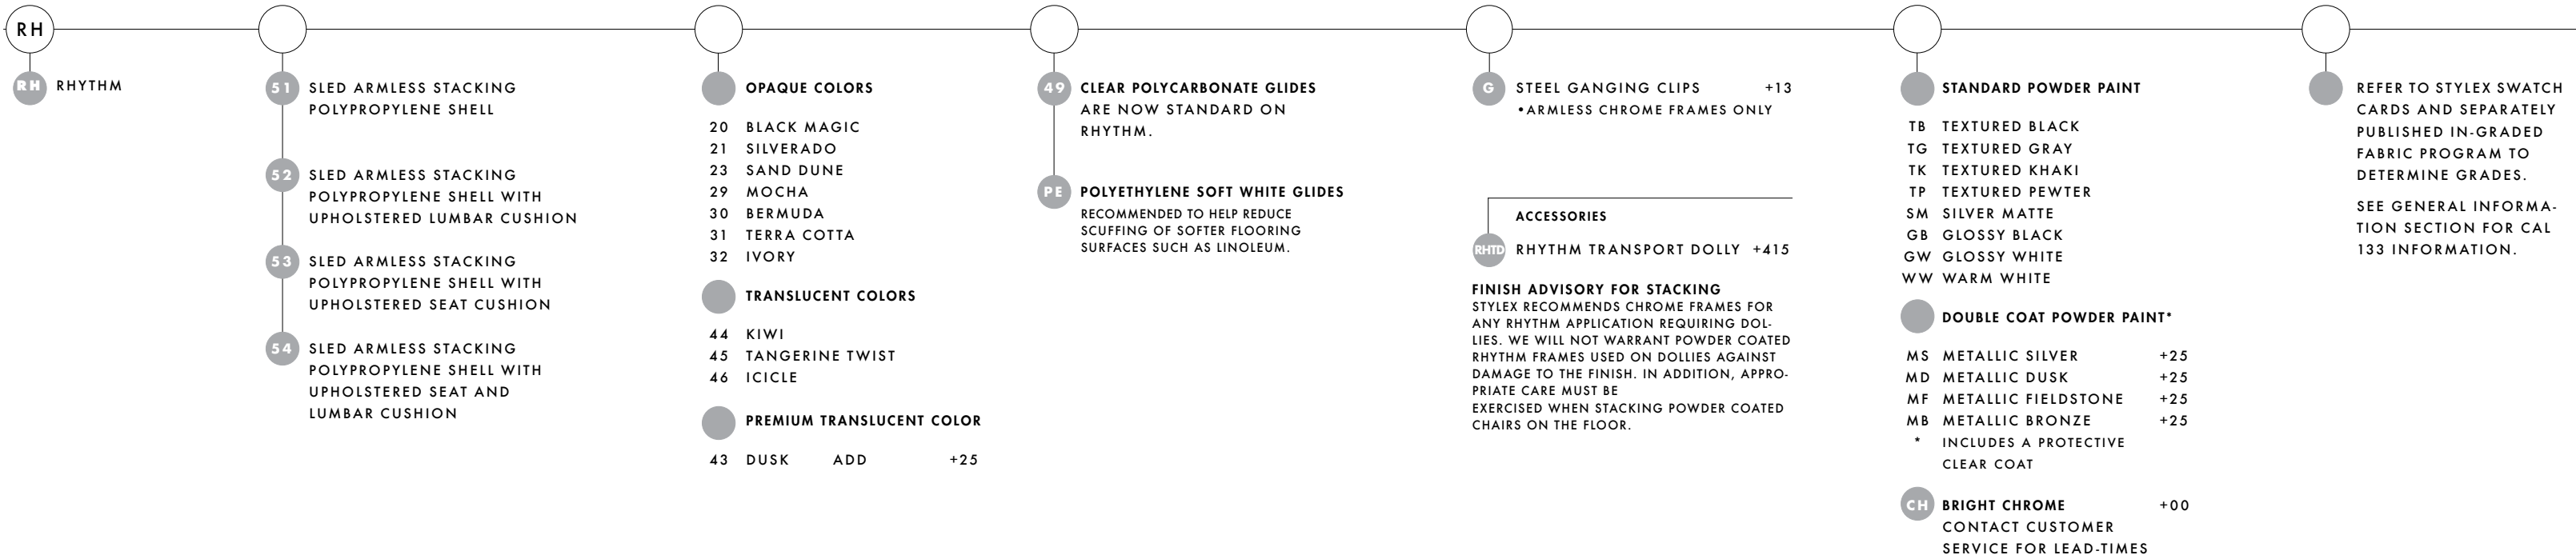 RH
RH RHYTHM
51 SLED ARMLESS STACKING
POLYPROPYLENE SHELL
52 SLED ARMLESS STACKING
POLYPROPYLENE SHELL WITH
UPHOLSTERED LUMBAR CUSHION
53 SLED ARMLESS STACKING
POLYPROPYLENE SHELL WITH
UPHOLSTERED SEAT CUSHION
54 SLED ARMLESS STACKING
POLYPROPYLENE SHELL WITH
UPHOLSTERED SEAT AND
LUMBAR CUSHION
OPAQUE COLORS
20 BLACK MAGIC
21 SILVERADO
23 SAND DUNE
29 MOCHA
30 BERMUDA
31 TERRA COTTA
32 IVORY
TRANSLUCENT COLORS
44 KIWI
45 TANGERINE TWIST
46 ICICLE
PREMIUM TRANSLUCENT COLOR
43 DUSK ADD +25
49 CLEAR POLYCARBONATE GLIDES
ARE NOW STANDARD ON
RHYTHM.
PE POLYETHYLENE SOFT WHITE GLIDES
RECOMMENDED TO HELP REDUCE
SCUFFING OF SOFTER FLOORING
SURFACES SUCH AS LINOLEUM.
G STEEL GANGING CLIPS +13
•ARMLESS CHROME FRAMES ONLY
ACCESSORIES
RHTD RHYTHM TRANSPORT DOLLY +415
FINISH ADVISORY FOR STACKING
STYLEX RECOMMENDS CHROME FRAMES FOR
ANY RHYTHM APPLICATION REQUIRING DOL-
LIES. WE WILL NOT WARRANT POWDER COATED
RHYTHM FRAMES USED ON DOLLIES AGAINST
DAMAGE TO THE FINISH. IN ADDITION, APPRO-
PRIATE CARE MUST BE
EXERCISED WHEN STACKING POWDER COATED
CHAIRS ON THE FLOOR.
STANDARD POWDER PAINT
TB TEXTURED BLACK
TG TEXTURED GRAY
TK TEXTURED KHAKI
TP TEXTURED PEWTER
SM SILVER MATTE
GB GLOSSY BLACK
GW GLOSSY WHITE
WW WARM WHITE
DOUBLE COAT POWDER PAINT*
MS METALLIC SILVER +25
MD METALLIC DUSK +25
MF METALLIC FIELDSTONE +25
MB METALLIC BRONZE +25
* INCLUDES A PROTECTIVE
CLEAR COAT
CH BRIGHT CHROME +00
CONTACT CUSTOMER
SERVICE FOR LEAD-TIMES
REFER TO STYLEX SWATCH
CARDS AND SEPARATELY
PUBLISHED IN-GRADED
FABRIC PROGRAM TO
DETERMINE GRADES.
SEE GENERAL INFORMA-
TION SECTION FOR CAL
133 INFORMATION.